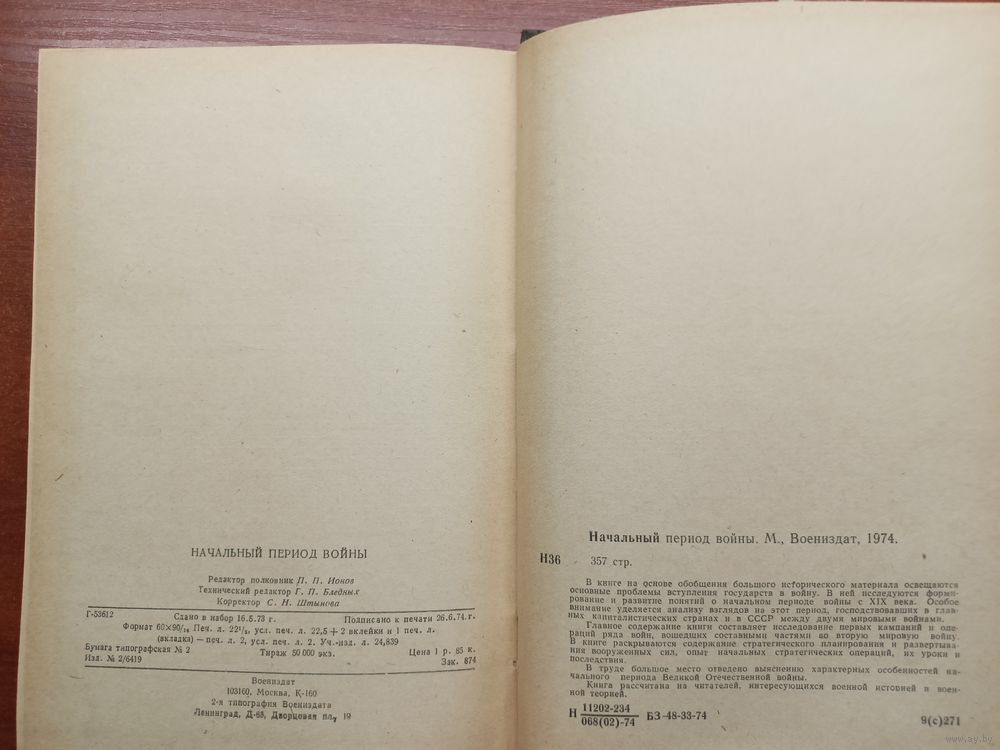 НАЧАЛЬНЫЙ ПЕРИОД ВОЙНЫ
Редактор полковник П. П. Ионов
Технический редактор Г. П. Бледных
Корректор С. Н. Штынова
Г-53612
Сдано в набор 16.5.73 г. Подписано к печати 26.6.74 г.
Формат 60×90/16 Печ. л. 22½, усл. печ. л. 22,5 + 2 вклейки и 1 печ. л.
(вкладка) — печ. л. 2, усл. печ. л. 2. Уч.-изд. л. 24,839
Бумага типографская № 2 Тираж 50 000 экз. Цена 1 р. 85 к.
Изд. № 2/6419 Зак. 874
Воениздат
103160, Москва, К-160
2-я типография Воениздата
Ленинград, Д-65, Дворцовая пл., 19
Начальный период войны. М., Воениздат, 1974.
Н36 357 стр.
В книге на основе обобщения большого исторического материала освещаются
основные проблемы вступления государств в войну. В ней исследуются форми-
рование и развитие понятий о начальном периоде войны с XIX века. Особое
внимание уделяется анализу взглядов на этот период, господствовавших в глав-
ных капиталистических странах и в СССР между двумя мировыми войнами.
Главное содержание книги составляет исследование первых кампаний и опе-
раций ряда войн, вошедших составными частями во вторую мировую войну.
В книге раскрываются содержание стратегического планирования и развертыва-
ния вооруженных сил, опыт начальных стратегических операций, их уроки и
последствия.
В труде большое место отведено выяснению характерных особенностей на-
чального периода Великой Отечественной войны.
Книга рассчитана на читателей, интересующихся военной историей и воен-
ной теорией.
Н 11202-234
068(02)-74 БЗ-48-33-74
9(с)271
www.ay.by